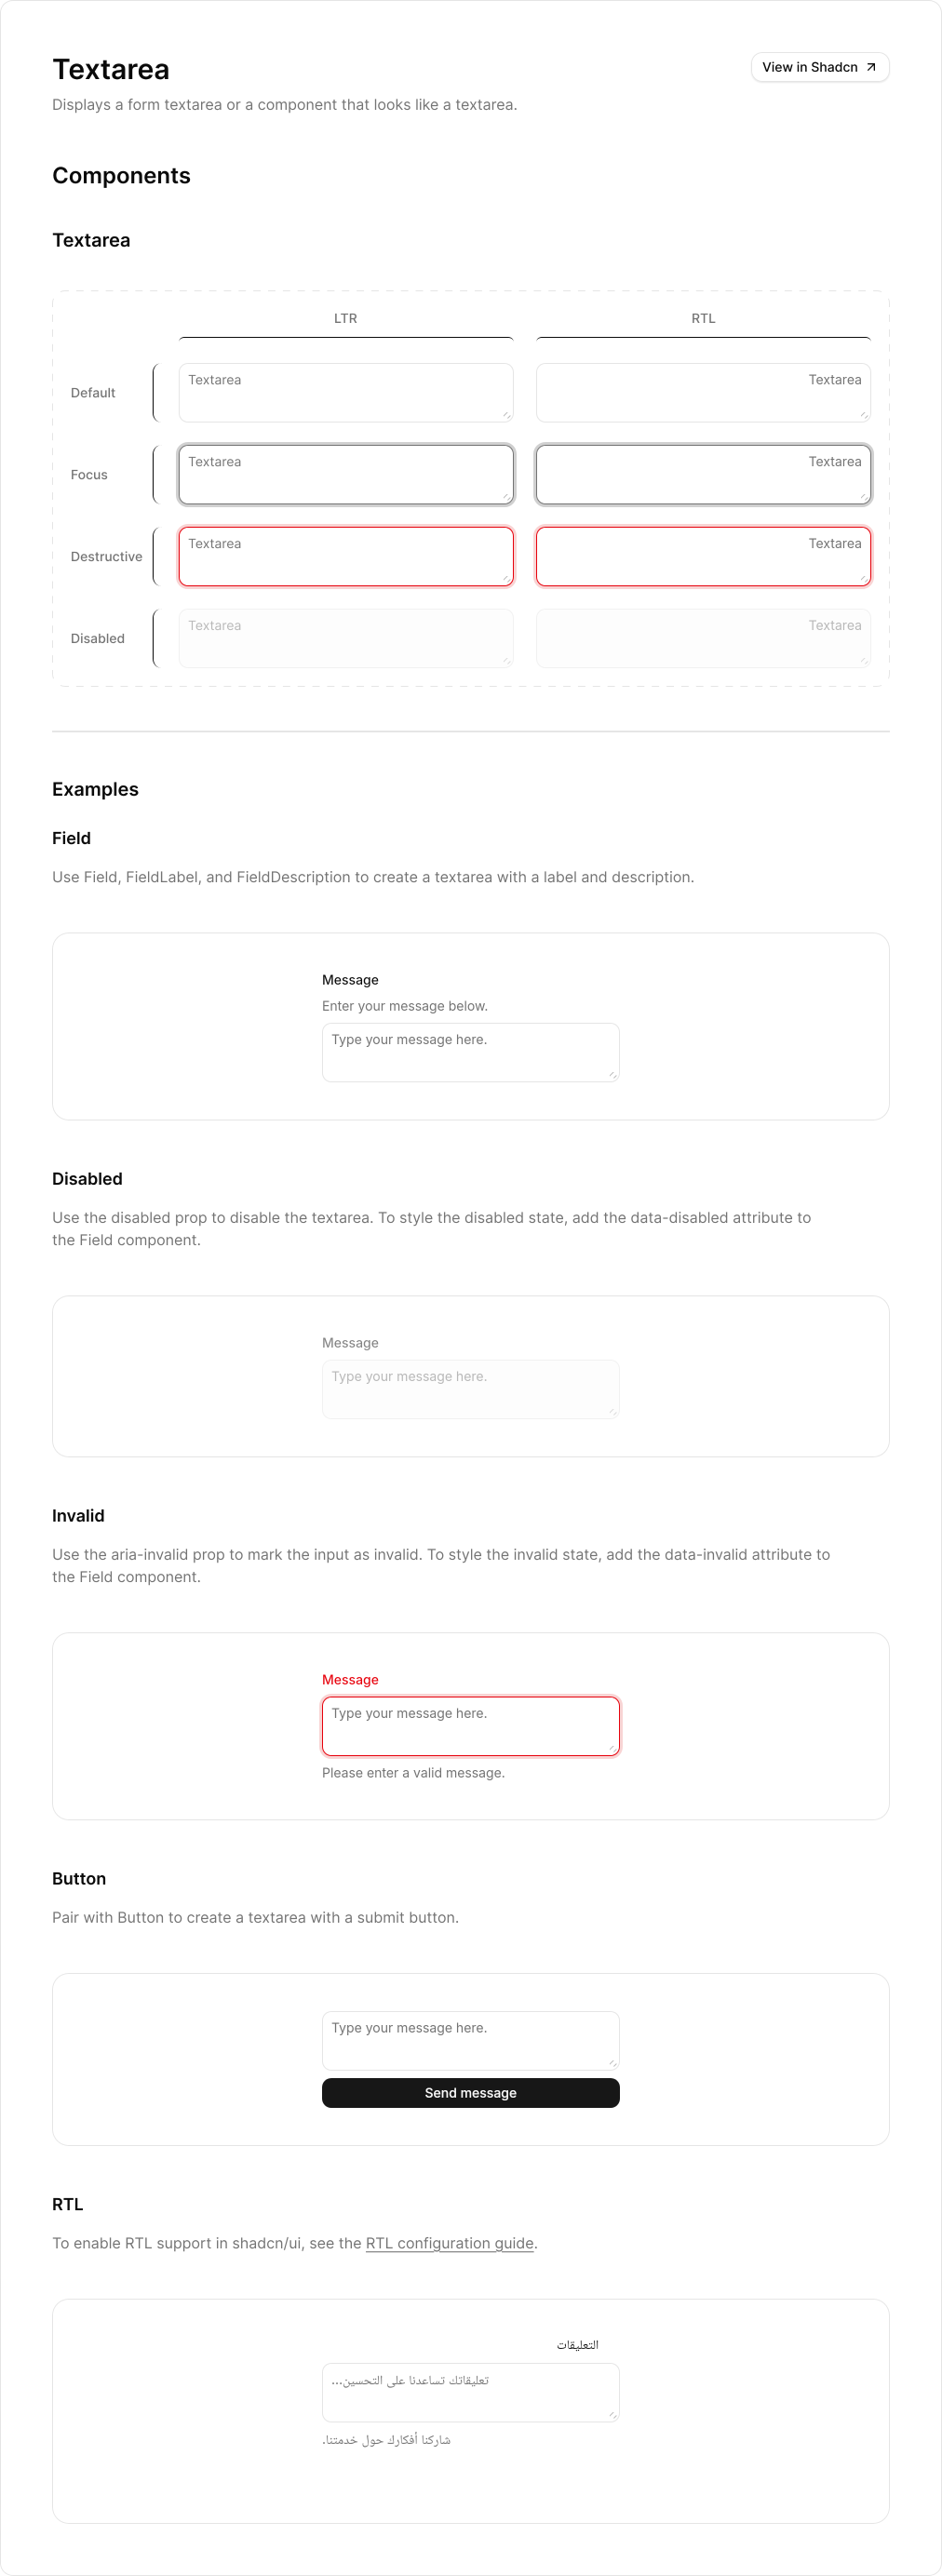 Textarea
View in Shadcn
Displays a form textarea or a component that looks like a textarea.
Components
Textarea
LTR
RTL
Default
Textarea
Textarea
Focus
Textarea
Textarea
Destructive
Textarea
Textarea
Disabled
Textarea
Textarea
Examples
Field
Use Field, FieldLabel, and FieldDescription to create a textarea with a label and description.
Message
Enter your message below.
Type your message here.
Disabled
Use the disabled prop to disable the textarea. To style the disabled state, add the data-disabled attribute to
the Field component.
Message
Type your message here.
Invalid
Use the aria-invalid prop to mark the input as invalid. To style the invalid state, add the data-invalid attribute to
the Field component.
Message
Type your message here.
Please enter a valid message.
Button
Pair with Button to create a textarea with a submit button.
Type your message here.
Send message
RTL
To enable RTL support in shadcn/ui, see the RTL configuration guide.
التعليقات
تعليقاتك تساعدنا على التحسين...
شاركنا أفكارك حول خدمتنا.